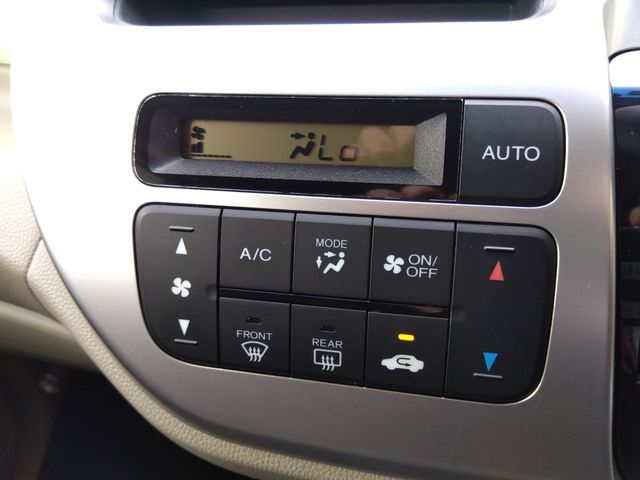 Lo
AUTO
A/C
MODE
ON/
OFF
FRONT
REAR